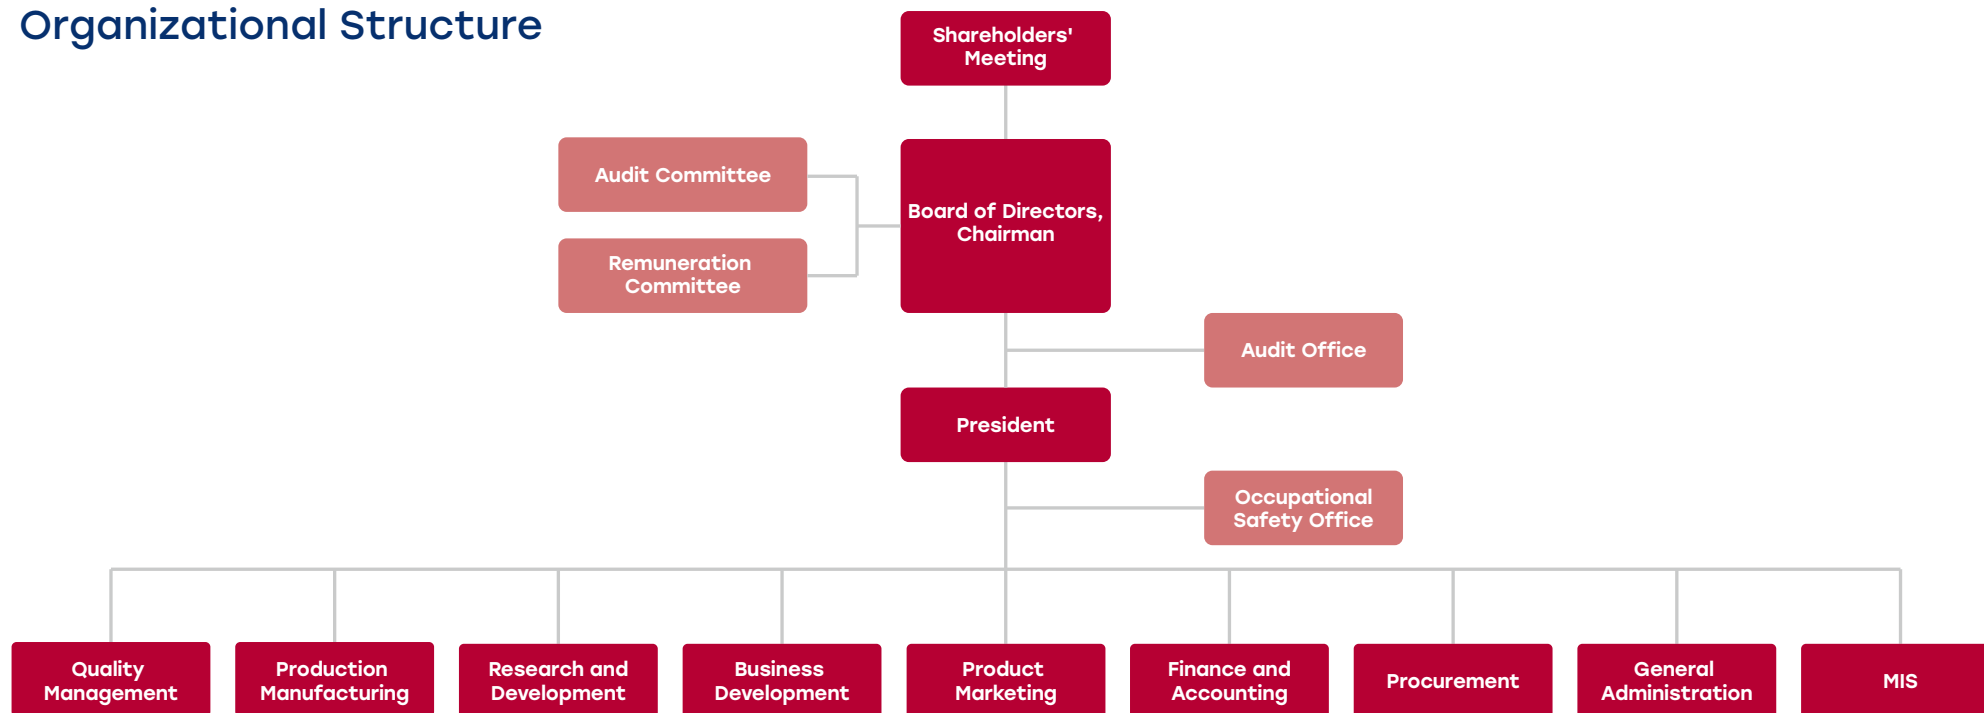 Organizational Structure
Shareholders'
Meeting
Audit Committee
Remuneration
Committee
Board of Directors,
Chairman
Audit Office
President
Occupational
Safety Office
Quality
Management
Production
Manufacturing
Research and
Development
Business
Development
Product
Marketing
Finance and
Accounting
Procurement
General
Administration
MIS